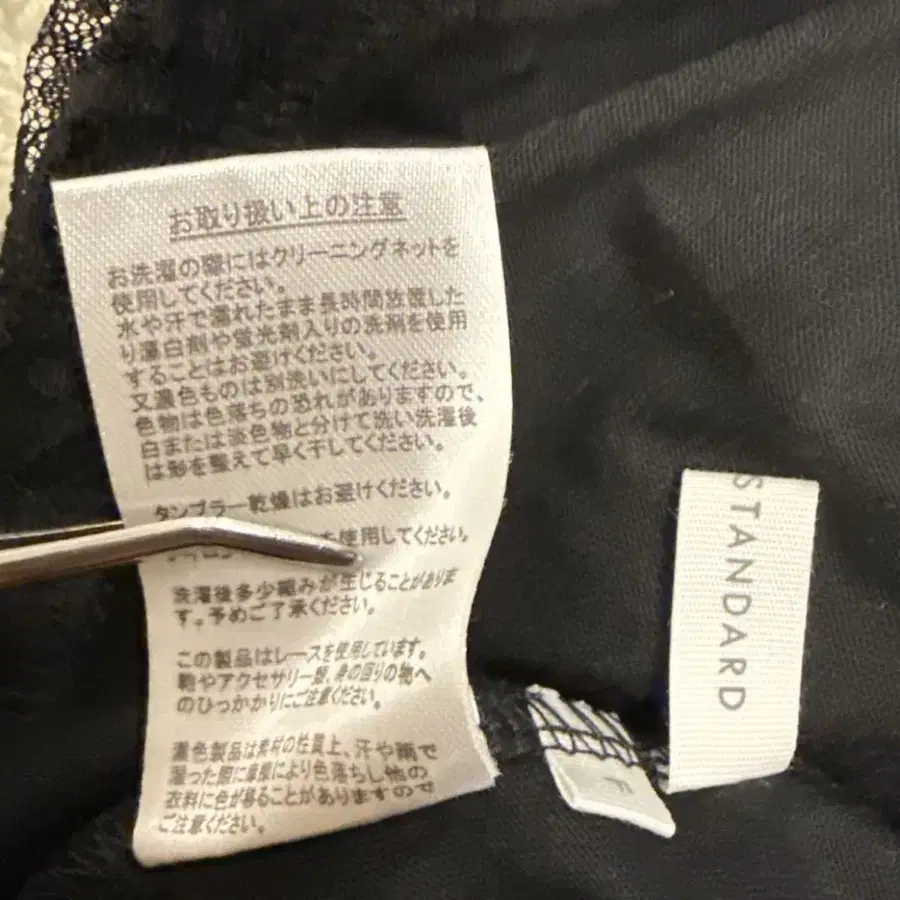 お取り扱い上の注意
お洗濯の際にはクリーニングネットを
使用してください。
水や汗で濡れたまま長時間放置した
り漂白剤や蛍光剤入りの洗剤を使用
することはお避けください。
又濃色ものは別洗いにしてください。
色物は色落ちの恐れがありますので、
白または淡色物と分けて洗い洗濯後
は形を整えて早く干してください。
タンブラー乾燥はお避けください。
を使用してください。
洗濯後多少縮みが生じることがありま
す。予めご了承ください。
この製品はレースを使用しています。
鞄やアクセサリー類、身の回りの物へ
のひっかかりにご注意ください。
濃色製品は素材の性質上、汗や雨で
湿った際に摩擦により色落ちし他の
衣料に色が移ることがありますので
ご注意ください。
STANDARD
F